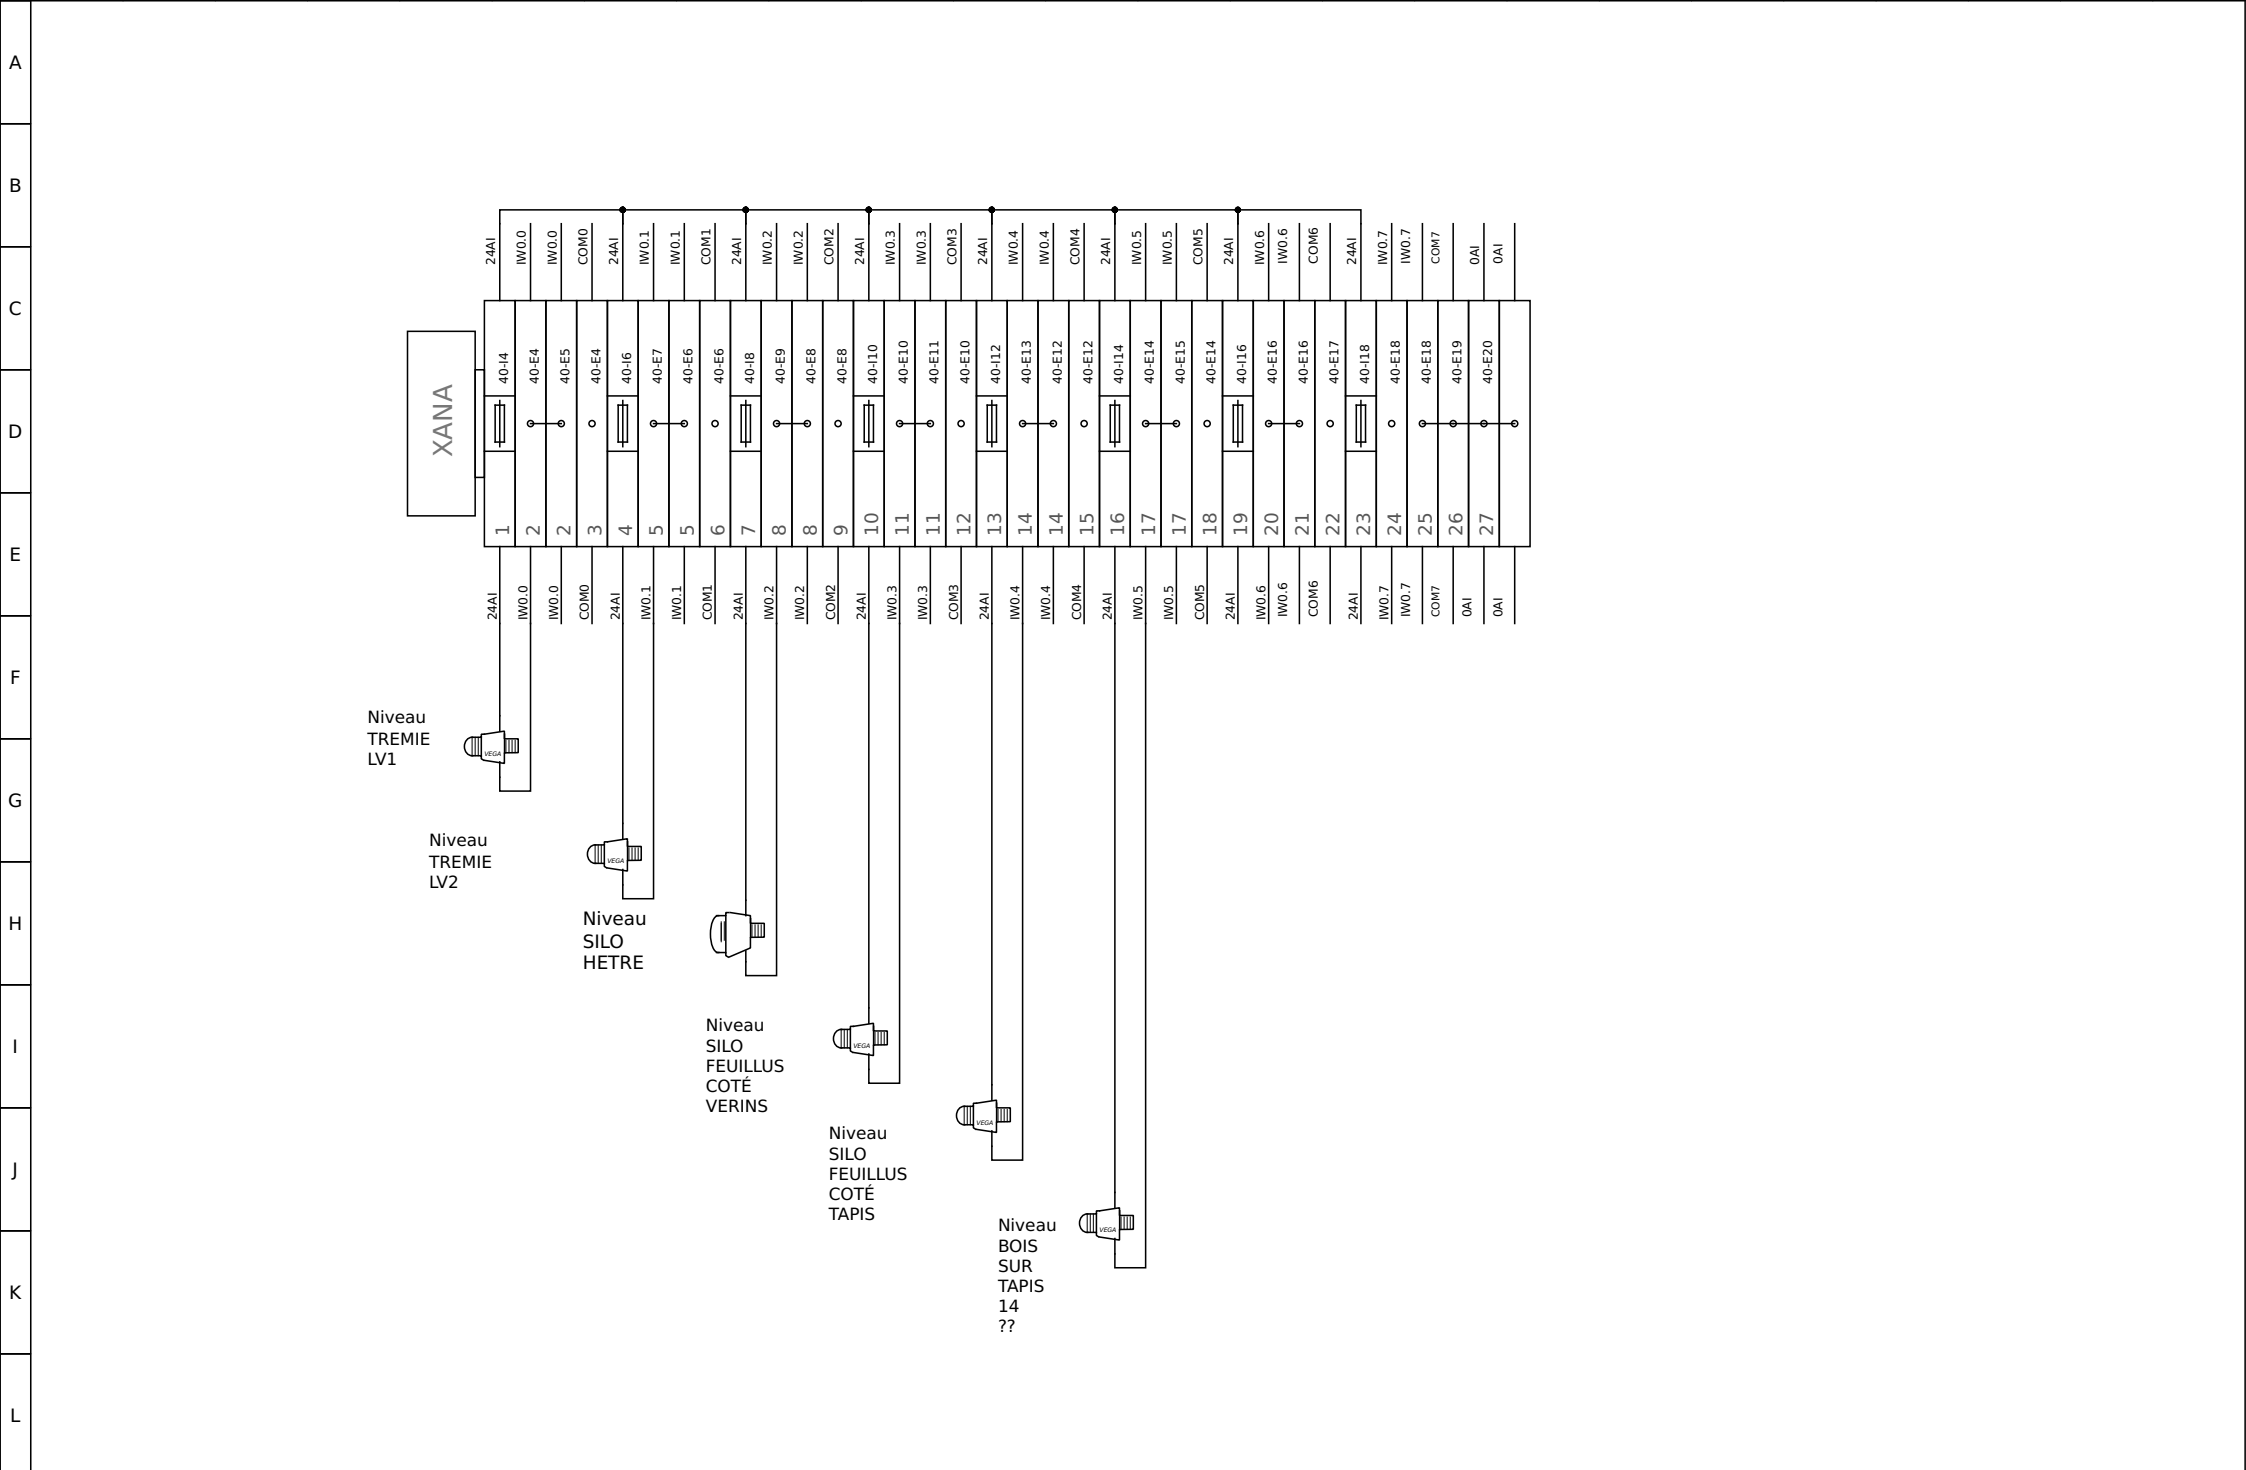 A
B
C
D
E
F
G
H
I
J
K
L
24AI IW0.0 IW0.0 COM0 24AI IW0.1 IW0.1 COM1 24AI IW0.2 IW0.2 COM2 24AI IW0.3 IW0.3 COM3 24AI IW0.4 IW0.4 COM4 24AI IW0.5 IW0.5 COM5 24AI IW0.6 IW0.6 COM6 24AI IW0.7 IW0.7 COM7 0AI 0AI
XANA
40-I4 40-E4 40-E5 40-E4 40-I6 40-E7 40-E6 40-E6 40-I8 40-E9 40-E8 40-E8 40-I10 40-E10 40-E11 40-E10 40-I12 40-E13 40-E12 40-E12 40-I14 40-E14 40-E15 40-E14 40-I16 40-E16 40-E16 40-E17 40-I18 40-E18 40-E18 40-E19 40-E20
1 2 2 3 4 5 5 6 7 8 8 9 10 11 11 12 13 14 14 15 16 17 17 18 19 20 21 22 23 24 25 26 27
24AI IW0.0 IW0.0 COM0 24AI IW0.1 IW0.1 COM1 24AI IW0.2 IW0.2 COM2 24AI IW0.3 IW0.3 COM3 24AI IW0.4 IW0.4 COM4 24AI IW0.5 IW0.5 COM5 24AI IW0.6 IW0.6 COM6 24AI IW0.7 IW0.7 COM7 0AI 0AI
Niveau
TREMIE
LV1
VEGA
Niveau
TREMIE
LV2
VEGA
Niveau
SILO
HETRE
Niveau
SILO
FEUILLUS
COTÉ
VERINS
VEGA
Niveau
SILO
FEUILLUS
COTÉ
TAPIS
VEGA
Niveau
BOIS
SUR
TAPIS
14
??
VEGA